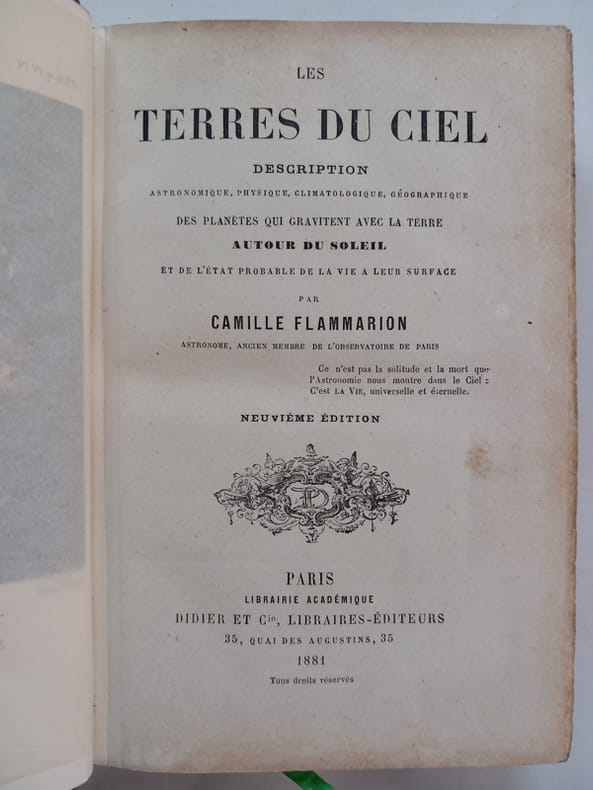 LES
TERRES DU CIEL
DESCRIPTION
ASTRONOMIQUE, PHYSIQUE, CLIMATOLOGIQUE, GÉOGRAPHIQUE
DES PLANÈTES QUI GRAVITENT AVEC LA TERRE
AUTOUR DU SOLEIL
ET DE L'ÉTAT PROBABLE DE LA VIE A LEUR SURFACE
PAR
CAMILLE FLAMMARION
ASTRONOME, ANCIEN MEMBRE DE L'OBSERVATOIRE DE PARIS
Ce n'est pas la solitude et la mort que
l'Astronomie nous montre dans le Ciel :
C'est LA VIE, universelle et éternelle.
NEUVIÈME ÉDITION
PARIS
LIBRAIRIE ACADÉMIQUE
DIDIER ET Cie, LIBRAIRES-ÉDITEURS
35, QUAI DES AUGUSTINS, 35
1881
Tous droits réservés